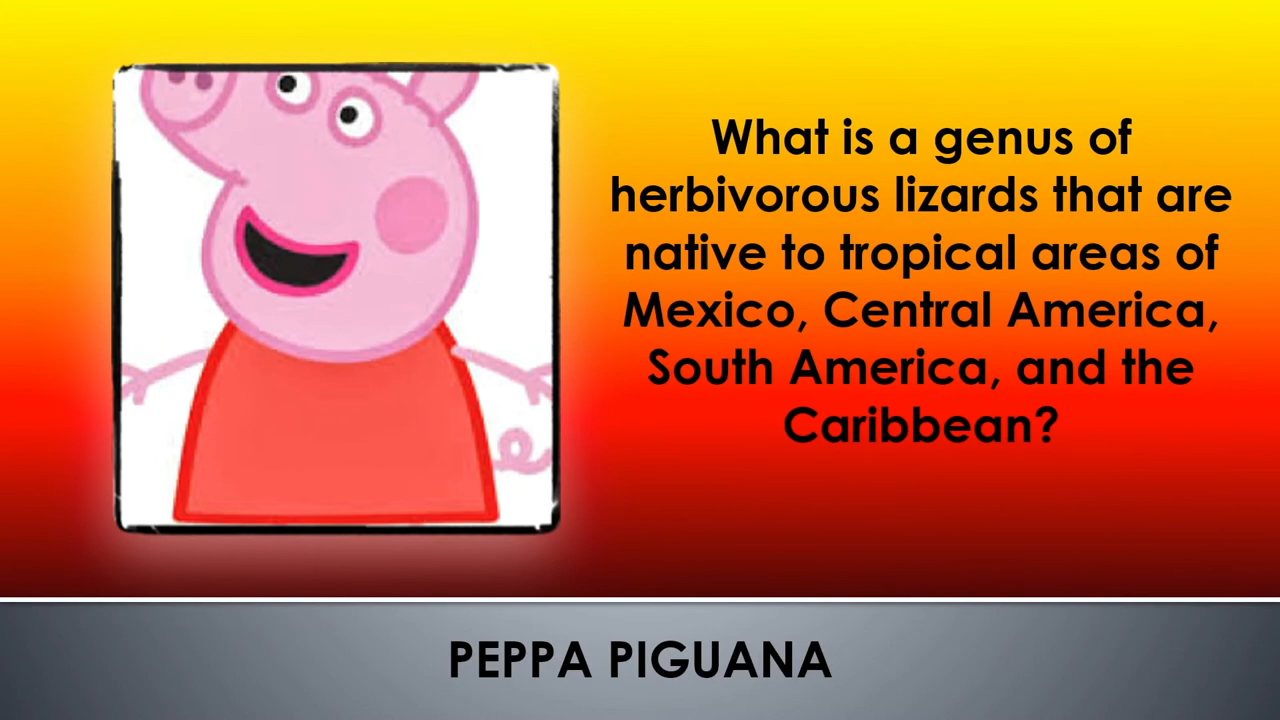 What is a genus of
herbivorous lizards that are
native to tropical areas of
Mexico, Central America,
South America, and the
Caribbean?
PEPPA PIGUANA